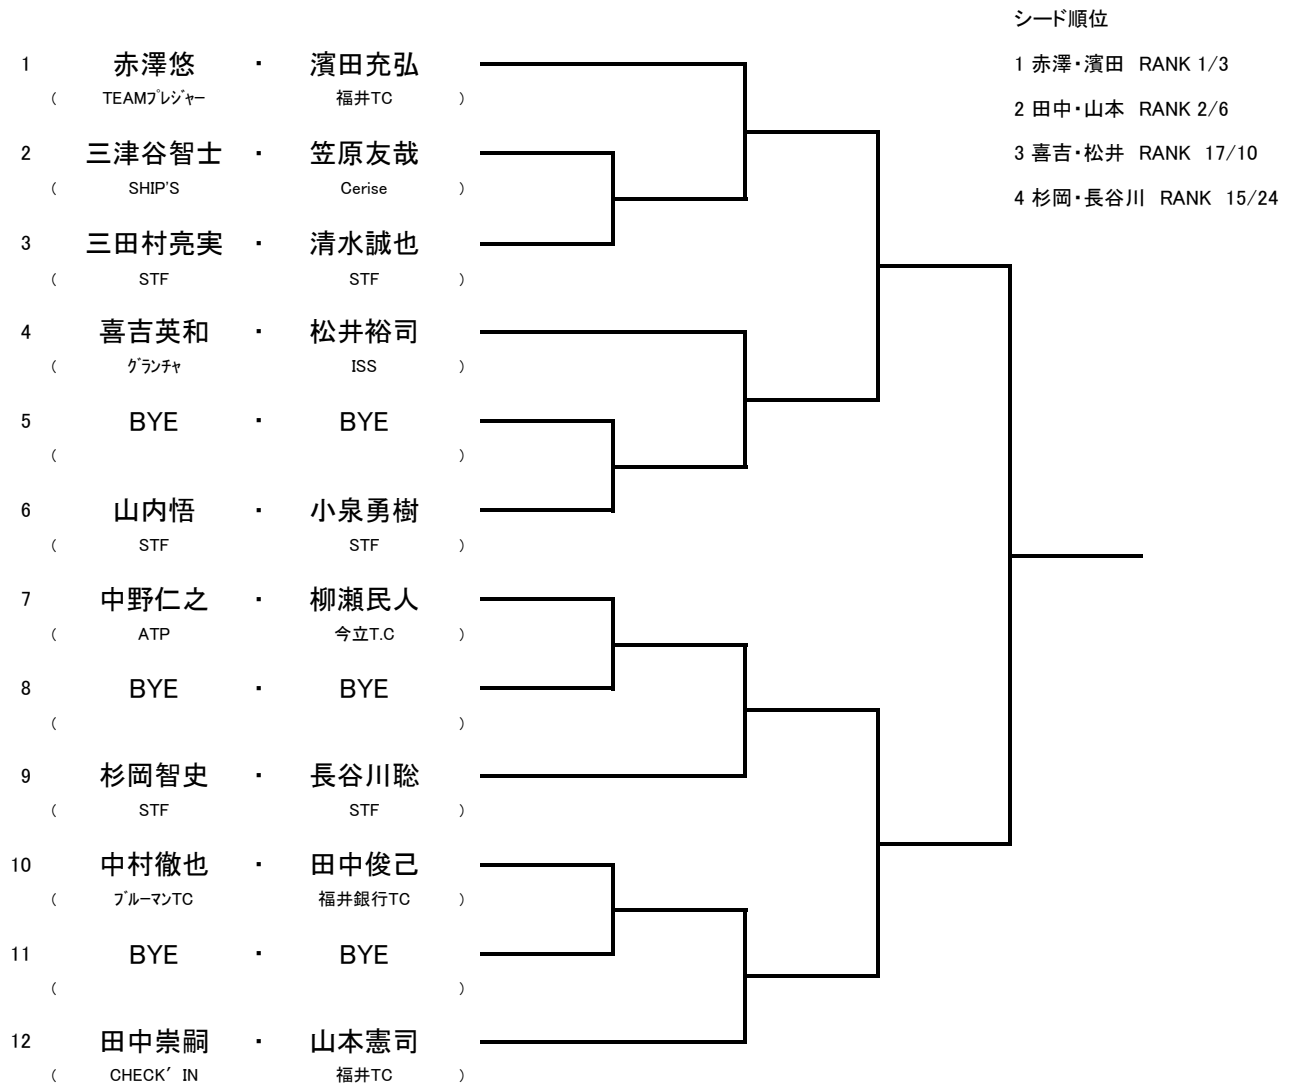 シード順位
1 赤澤・濱田 RANK 1/3
2 田中・山本 RANK 2/6
3 喜吉・松井 RANK 17/10
4 杉岡・長谷川 RANK 15/24
1 赤澤悠 ・ 濱田充弘
( TEAMﾌﾟﾚｼﾞｬｰ 福井TC )
2 三津谷智士 ・ 笠原友哉
( SHIP'S Cerise )
3 三田村亮実 ・ 清水誠也
( STF STF )
4 喜吉英和 ・ 松井裕司
( ｸﾞﾗﾝﾁｬ ISS )
5 BYE ・ BYE
( )
6 山内悟 ・ 小泉勇樹
( STF STF )
7 中野仁之 ・ 柳瀬民人
( ATP 今立T.C )
8 BYE ・ BYE
( )
9 杉岡智史 ・ 長谷川聡
( STF STF )
10 中村徹也 ・ 田中俊己
( ﾌﾞﾙｰﾏﾝTC 福井銀行TC )
11 BYE ・ BYE
( )
12 田中崇嗣 ・ 山本憲司
( CHECK′ IN 福井TC )